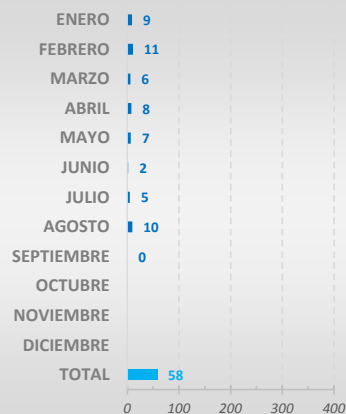 ENERO 9
FEBRERO 11
MARZO 6
ABRIL 8
MAYO 7
JUNIO 2
JULIO 5
AGOSTO 10
SEPTIEMBRE 0
OCTUBRE
NOVIEMBRE
DICIEMBRE
TOTAL 58
0 100 200 300 400